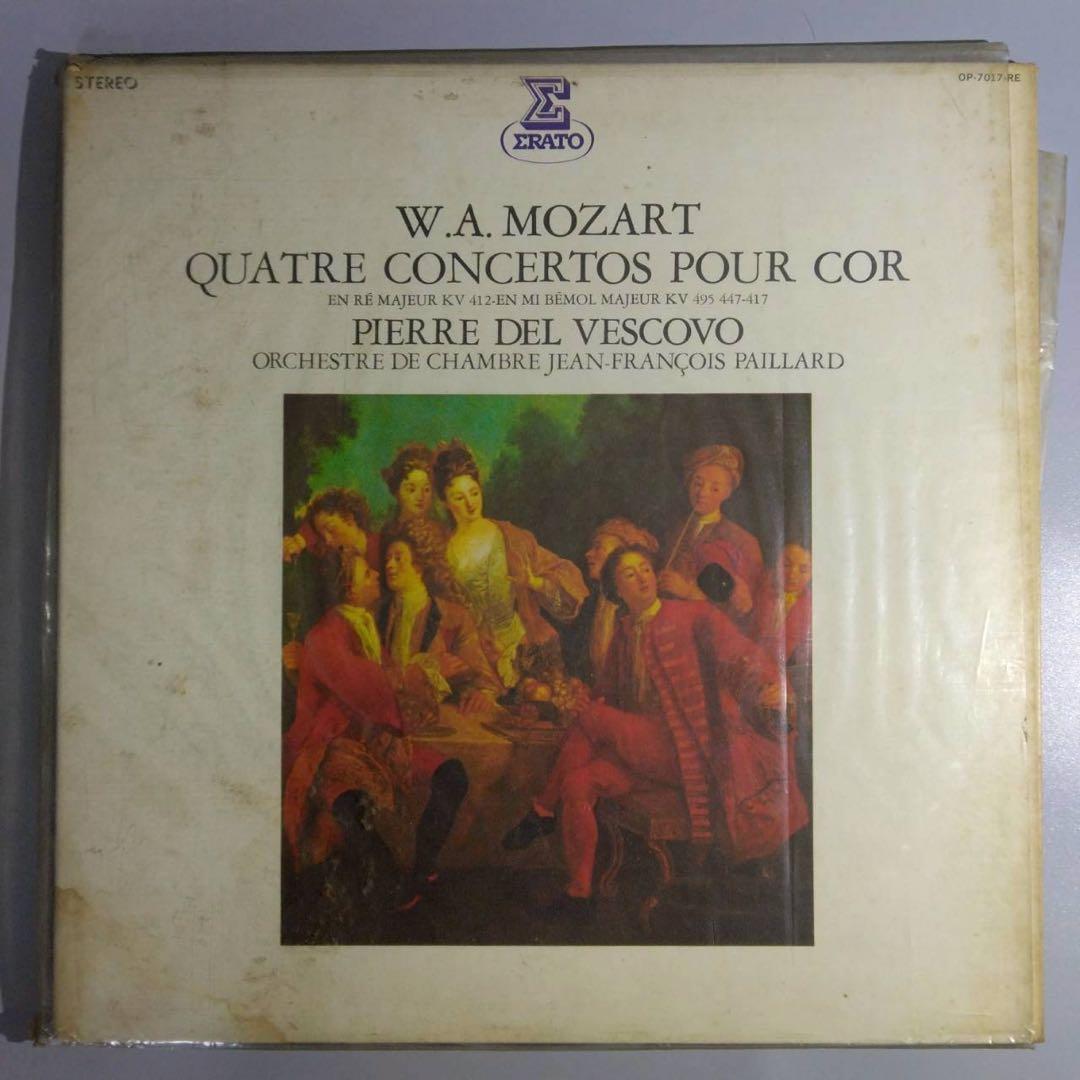 STEREO
OP-7017-RE
Σ
ΣRATO
W.A. MOZART
QUATRE CONCERTOS POUR COR
EN RÉ MAJEUR KV 412-EN MI BÉMOL MAJEUR KV 495 447-417
PIERRE DEL VESCOVO
ORCHESTRE DE CHAMBRE JEAN-FRANÇOIS PAILLARD